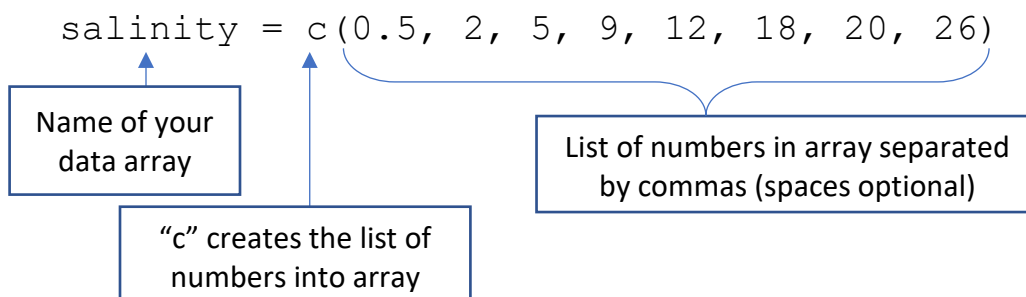 salinity = c(0.5, 2, 5, 9, 12, 18, 20, 26)
Name of your
data array
List of numbers in array separated
by commas (spaces optional)
“c” creates the list of
numbers into array